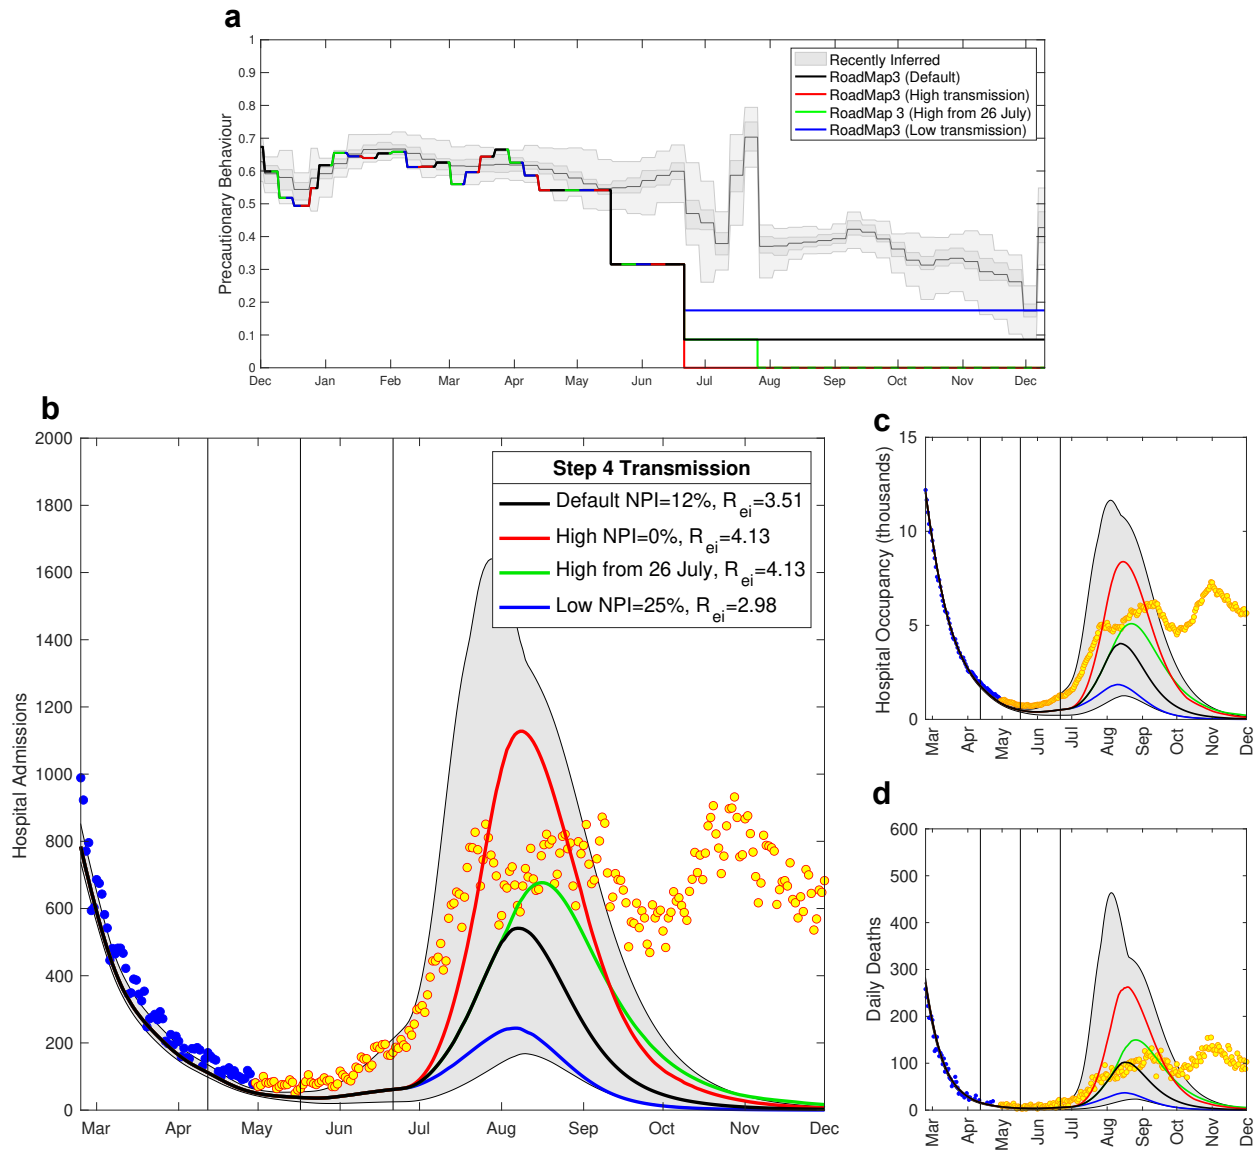 a
1
0.9
0.8
0.7
0.6
0.5
0.4
0.3
0.2
0.1
0
Precautionary Behaviour
Dec Jan Feb Mar Apr May Jun Jul Aug Sep Oct Nov Dec
Recently Inferred
RoadMap3 (Default)
RoadMap3 (High transmission)
RoadMap 3 (High from 26 July)
RoadMap3 (Low transmission)
b
2000
1800
1600
1400
1200
1000
800
600
400
200
0
Hospital Admissions
Mar Apr May Jun Jul Aug Sep Oct Nov Dec
Step 4 Transmission
Default NPI=12%, Rei=3.51
High NPI=0%, Rei=4.13
High from 26 July, Rei=4.13
Low NPI=25%, Rei=2.98
c
15
10
5
0
Hospital Occupancy (thousands)
Mar Apr May Jun Jul Aug Sep Oct Nov Dec
d
600
500
400
300
200
100
0
Daily Deaths
Mar Apr May Jun Jul Aug Sep Oct Nov Dec